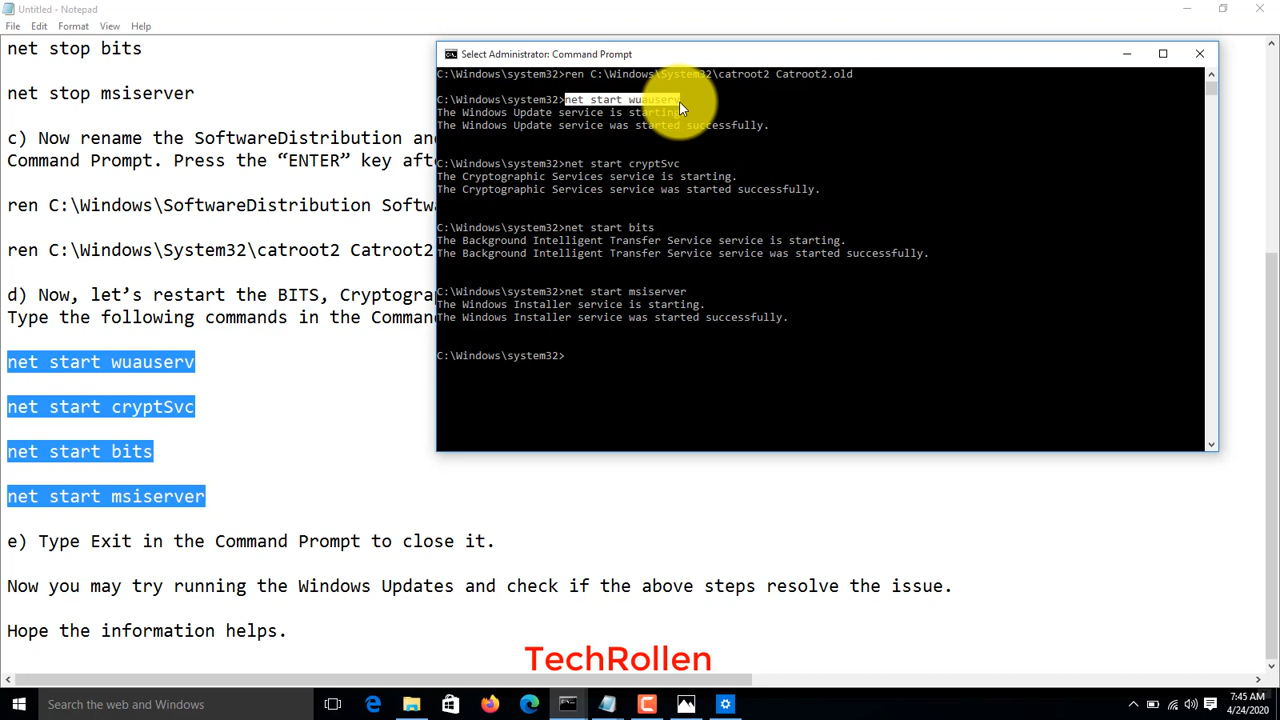 Untitled - Notepad
File Edit Format View Help
net stop bits
net stop msiserver
c) Now rename the SoftwareDistribution and
Command Prompt. Press the “ENTER” key
ren C:\Windows\SoftwareDistribution
ren C:\Windows\System32\catroot2 Catroot2
d) Now, let’s restart the BITS,
Type the following commands in the
net start wuauserv
net start cryptSvc
net start bits
net start msiserver
e) Type Exit in the Command Prompt to close it.
Now you may try running the Windows Updates and check if the above steps resolve the issue.
Hope the information helps.
Select Administrator: Command Prompt
C:\Windows\system32>ren C:\Windows\System32\catroot2 Catroot2.old
C:\Windows\system32>net start wuauserv
The Windows Update service is starting.
The Windows Update service was started successfully.
C:\Windows\system32>net start cryptSvc
The Cryptographic Services service is starting.
The Cryptographic Services service was started successfully.
C:\Windows\system32>net start bits
The Background Intelligent Transfer Service service is starting.
The Background Intelligent Transfer Service service was started successfully.
C:\Windows\system32>net start msiserver
The Windows Installer service is starting.
The Windows Installer service was started successfully.
C:\Windows\system32>
TechRollen
Search the web and Windows
7:45 AM
4/24/2020